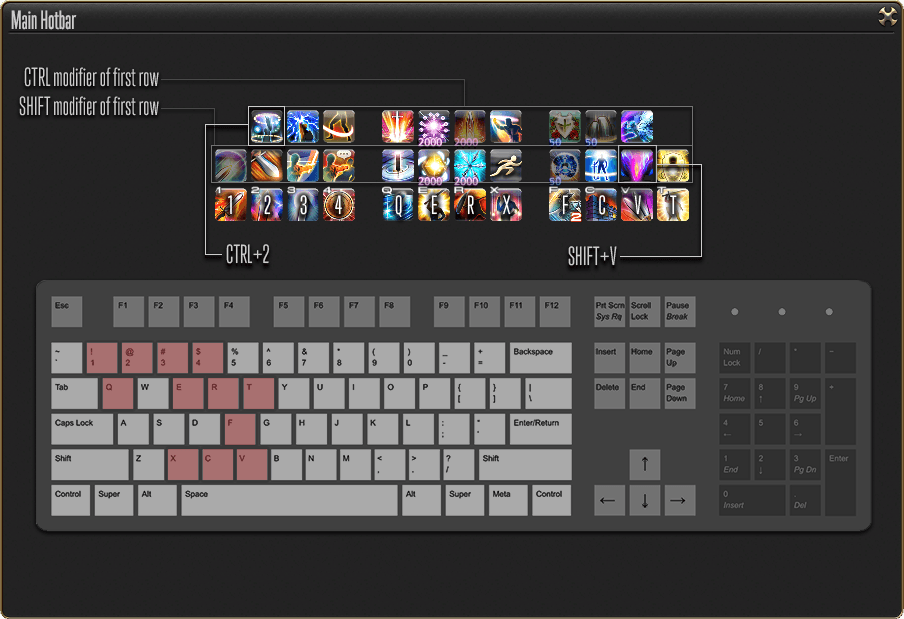 Main Hotbar
CTRL modifier of first row
SHIFT modifier of first row
2000
50 50
2000 2000 50
1 2 3 4 Q E R X F C V T
1 2 3 4 Q E R X F C V T
CTRL+2
SHIFT+V
Esc F1 F2 F3 F4 F5 F6 F7 F8 F9 F10 F11 F12 Prt Scrn Scroll Pause
Sys Rq Lock Break
~ ! @ # $ % ^ & * ( ) _ + Backspace Insert Home Page Num / * -
` 1 2 3 4 5 6 7 8 9 0 - = Up Lock
Tab Q W E R T Y U I O P { } | Delete End Page 7 8 9 +
[ ] \ Down Home ↑ Pg Up
Caps Lock A S D F G H J K L : " Enter/Return 4 5 6
; ' ← →
Shift Z X C V B N M < > ? Shift ↑ 1 2 3 Enter
, . / End ↓ Pg Dn
Control Super Alt Space Alt Super Meta Control ← ↓ → 0 .
Insert Del